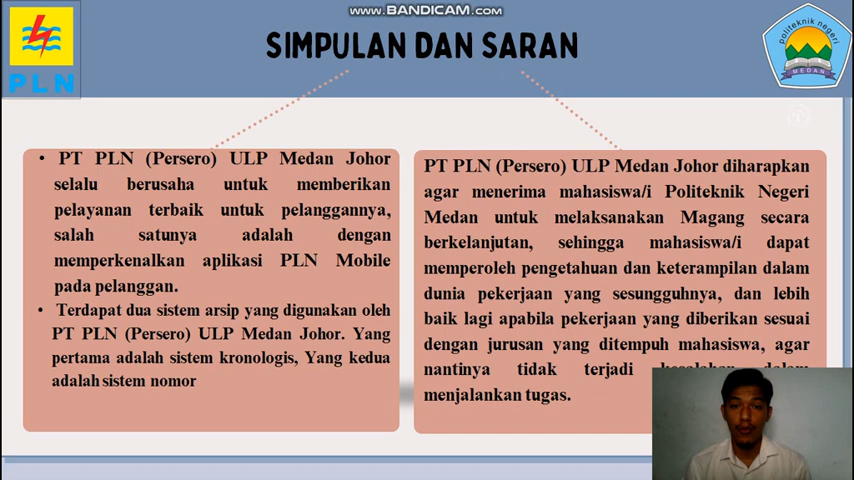 www.BANDICAM.com
PLN
SIMPULAN DAN SARAN
politeknik negeri
MEDAN
• PT PLN (Persero) ULP Medan Johor
selalu berusaha untuk memberikan
pelayanan terbaik untuk pelanggannya,
salah satunya adalah dengan
memperkenalkan aplikasi PLN Mobile
pada pelanggan.
• Terdapat dua sistem arsip yang digunakan oleh
PT PLN (Persero) ULP Medan Johor. Yang
pertama adalah sistem kronologis, Yang kedua
adalah sistem nomor
PT PLN (Persero) ULP Medan Johor diharapkan
agar menerima mahasiswa/i Politeknik Negeri
Medan untuk melaksanakan Magang secara
berkelanjutan, sehingga mahasiswa/i dapat
memperoleh pengetahuan dan keterampilan dalam
dunia pekerjaan yang sesungguhnya, dan lebih
baik lagi apabila pekerjaan yang diberikan sesuai
dengan jurusan yang ditempuh mahasiswa, agar
nantinya tidak terjadi
menjalankan tugas.